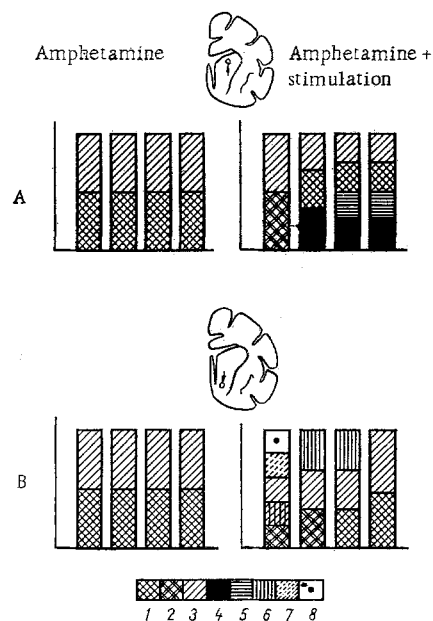 Amphetamine
Amphetamine +
stimulation
A
B
1 2 3 4 5 6 7 8